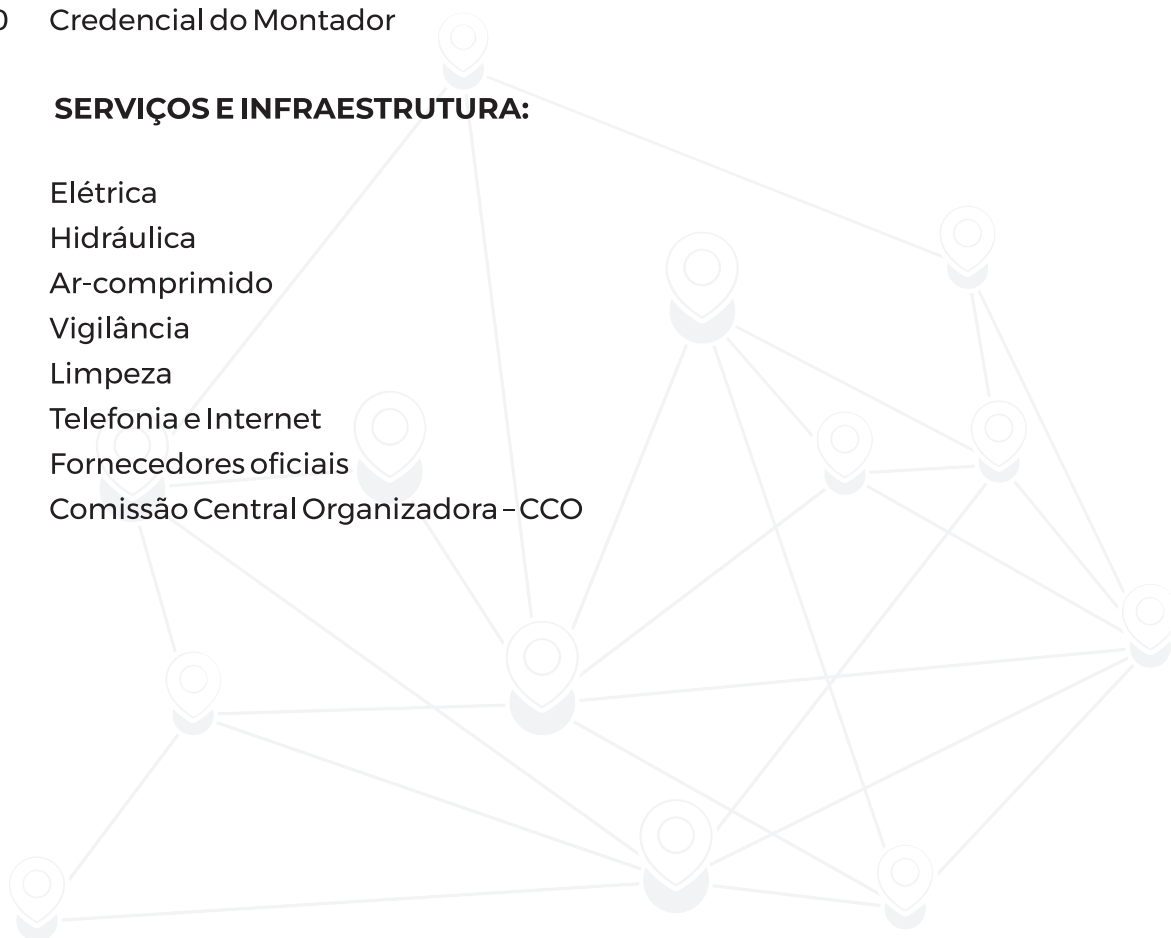 0 Credencial do Montador
SERVIÇOS E INFRAESTRUTURA:
Elétrica
Hidráulica
Ar-comprimido
Vigilância
Limpeza
Telefonia e Internet
Fornecedores oficiais
Comissão Central Organizadora – CCO